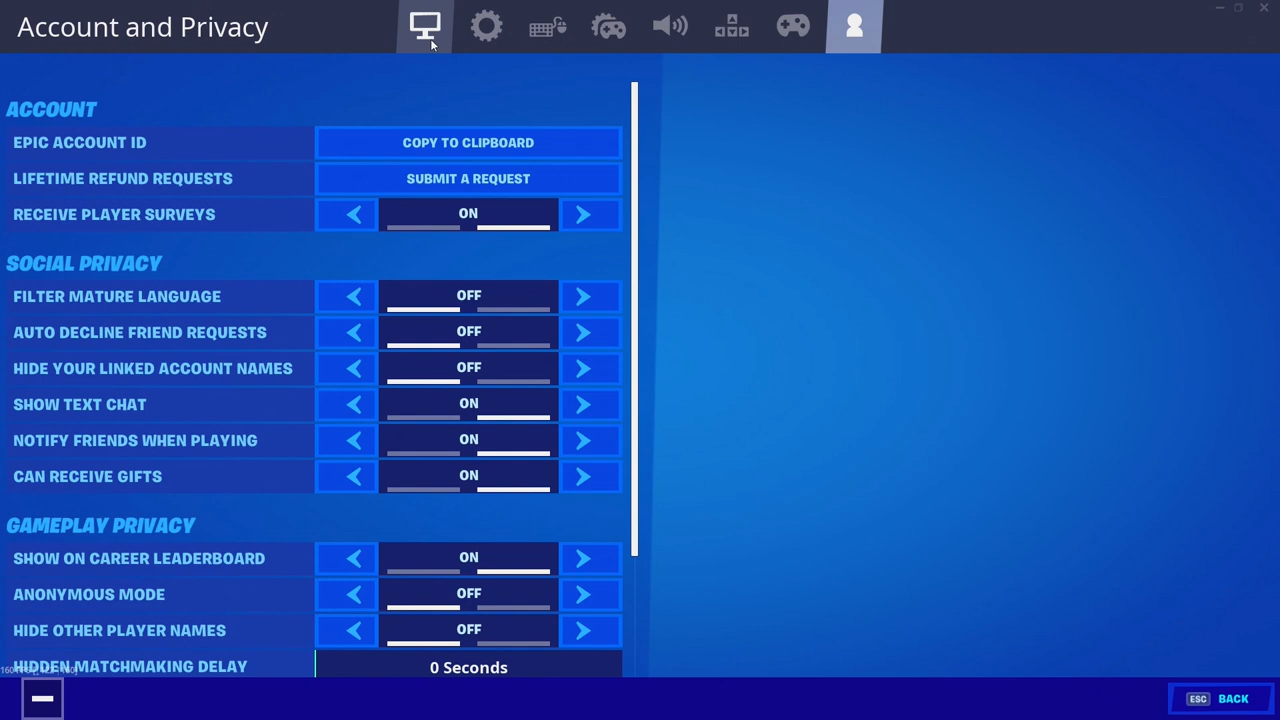 Account and Privacy
ACCOUNT
EPIC ACCOUNT ID COPY TO CLIPBOARD
LIFETIME REFUND REQUESTS SUBMIT A REQUEST
RECEIVE PLAYER SURVEYS ON
SOCIAL PRIVACY
FILTER MATURE LANGUAGE OFF
AUTO DECLINE FRIEND REQUESTS OFF
HIDE YOUR LINKED ACCOUNT NAMES OFF
SHOW TEXT CHAT ON
NOTIFY FRIENDS WHEN PLAYING ON
CAN RECEIVE GIFTS ON
GAMEPLAY PRIVACY
SHOW ON CAREER LEADERBOARD ON
ANONYMOUS MODE OFF
HIDE OTHER PLAYER NAMES OFF
HIDDEN MATCHMAKING DELAY 0 Seconds
ESC BACK